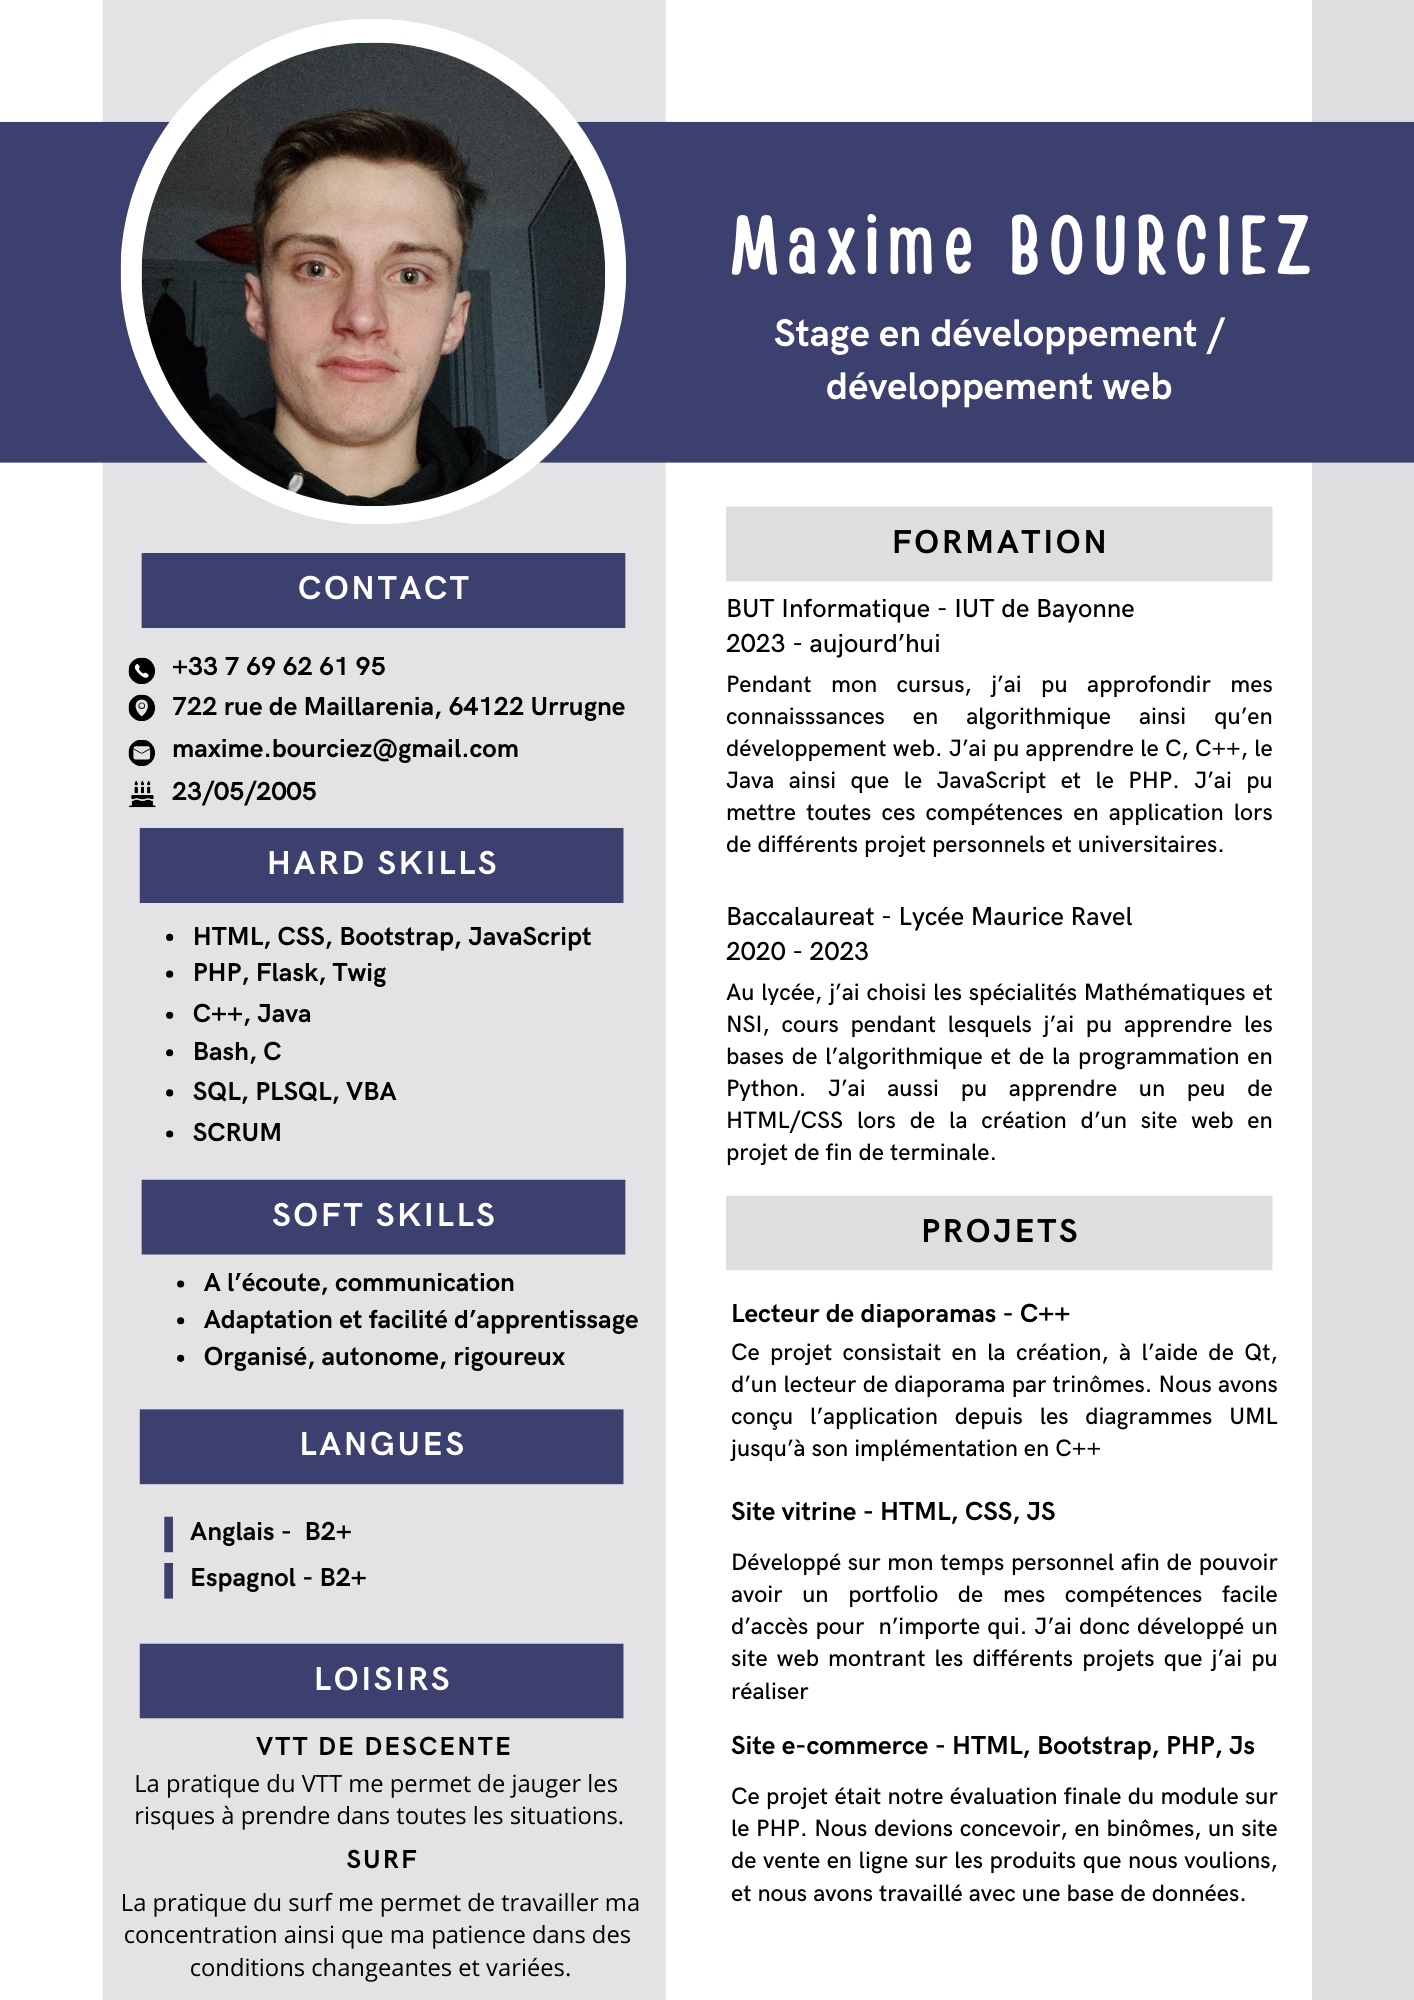 Maxime BOURCIEZ
Stage en développement /
développement web
CONTACT
+33 7 69 62 61 95
722 rue de Maillarenia, 64122 Urrugne
maxime.bourciez@gmail.com
23/05/2005
HARD SKILLS
• HTML, CSS, Bootstrap, JavaScript
• PHP, Flask, Twig
• C++, Java
• Bash, C
• SQL, PLSQL, VBA
• SCRUM
SOFT SKILLS
• A l’écoute, communication
• Adaptation et facilité d’apprentissage
• Organisé, autonome, rigoureux
LANGUES
Anglais - B2+
Espagnol - B2+
LOISIRS
VTT DE DESCENTE
La pratique du VTT me permet de jauger les
risques à prendre dans toutes les situations.
SURF
La pratique du surf me permet de travailler ma
concentration ainsi que ma patience dans des
conditions changeantes et variées.
FORMATION
BUT Informatique - IUT de Bayonne
2023 - aujourd’hui
Pendant mon cursus, j’ai pu approfondir mes
connaisssances en algorithmique ainsi qu’en
développement web. J’ai pu apprendre le C, C++, le
Java ainsi que le JavaScript et le PHP. J’ai pu
mettre toutes ces compétences en application lors
de différents projet personnels et universitaires.
Baccalaureat - Lycée Maurice Ravel
2020 - 2023
Au lycée, j’ai choisi les spécialités Mathématiques et
NSI, cours pendant lesquels j’ai pu apprendre les
bases de l’algorithmique et de la programmation en
Python. J’ai aussi pu apprendre un peu de
HTML/CSS lors de la création d’un site web en
projet de fin de terminale.
PROJETS
Lecteur de diaporamas - C++
Ce projet consistait en la création, à l’aide de Qt,
d’un lecteur de diaporama par trinômes. Nous avons
conçu l’application depuis les diagrammes UML
jusqu’à son implémentation en C++
Site vitrine - HTML, CSS, JS
Développé sur mon temps personnel afin de pouvoir
avoir un portfolio de mes compétences facile
d’accès pour n’importe qui. J’ai donc développé un
site web montrant les différents projets que j’ai pu
réaliser
Site e-commerce - HTML, Bootstrap, PHP, Js
Ce projet était notre évaluation finale du module sur
le PHP. Nous devions concevoir, en binômes, un site
de vente en ligne sur les produits que nous voulions,
et nous avons travaillé avec une base de données.